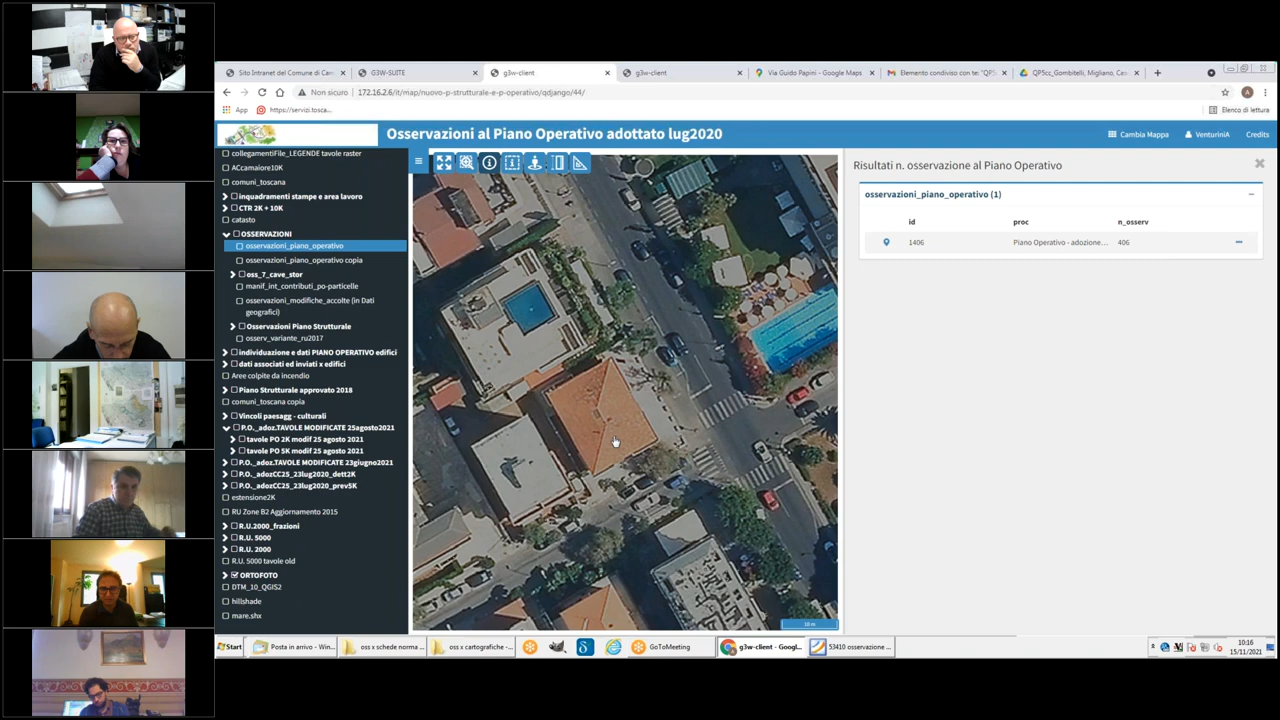 Sito Intranet del Comune di Cam
G3W-SUITE
g3w-client
g3w-client
Via Guido Papini - Google Maps
Elemento condiviso con te: "QP5
QP5cc_Gombitelli, Migliano, Cas
Non sicuro
172.16.2.6/it/map/nuovo-p-strutturale-e-p-operativo/qdjango/44/
A
App
https://servizi.tosca...
Elenco di lettura
Osservazioni al Piano Operativo adottato lug2020
Cambia Mappa
VenturiniA
Credits
collegamentiFile_LEGENDE tavole raster
ACcamaiore10K
comuni_toscana
inquadramenti stampe e area lavoro
CTR 2K + 10K
catasto
OSSERVAZIONI
osservazioni_piano_operativo
osservazioni_piano_operativo copia
oss_7_cave_stor
manif_int_contributi_po-particelle
osservazioni_modifiche_accolte (in Dati
geografici)
Osservazioni Piano Strutturale
osserv_variante_ru2017
individuazione e dati PIANO OPERATIVO edifici
dati associati ed inviati x edifici
Aree colpite da incendio
Piano Strutturale approvato 2018
comuni_toscana copia
Vincoli paesagg - culturali
P.O._adoz.TAVOLE MODIFICATE 25agosto2021
tavole PO 2K modif 25 agosto 2021
tavole PO 5K modif 25 agosto 2021
P.O._adoz.TAVOLE MODIFICATE 23giugno2021
P.O._adozCC25_23lug2020_dett2K
P.O._adozCC25_23lug2020_prev5K
estensione2K
RU Zone B2 Aggiornamento 2015
R.U.2000_frazioni
R.U. 5000
R.U. 2000
R.U. 5000 tavole old
ORTOFOTO
DTM_10_QGIS2
hillshade
mare.shx
10 m
Risultati n. osservazione al Piano Operativo
osservazioni_piano_operativo (1)
id
proc
n_osserv
1406
Piano Operativo - adozione...
406
Start
Posta in arrivo - Win...
oss x schede norma ...
oss x cartografiche -...
GoToMeeting
g3w-client - Googl...
53410 osservazione ...
10:16
15/11/2021